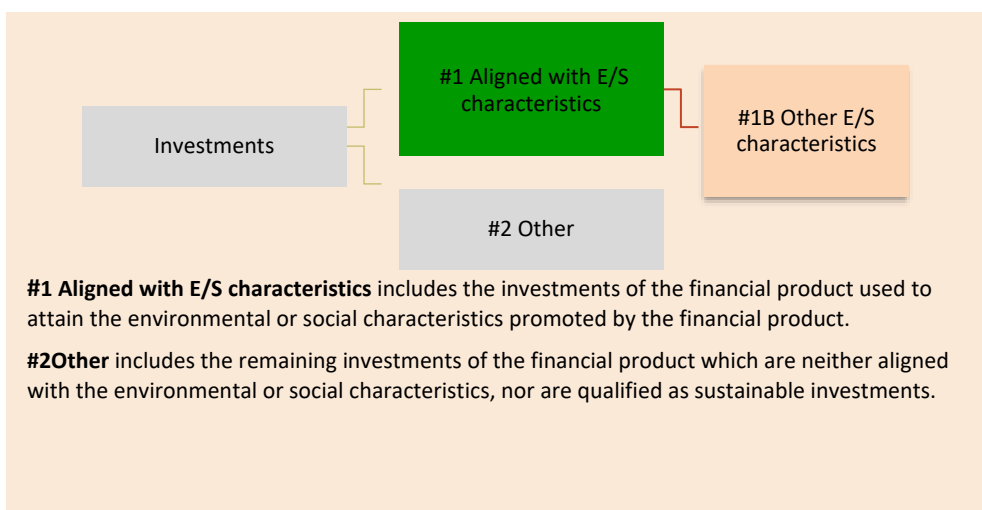 #1 Aligned with E/S
characteristics
#1B Other E/S
characteristics
Investments
#2 Other
#1 Aligned with E/S characteristics includes the investments of the financial product used to
attain the environmental or social characteristics promoted by the financial product.
#2Other includes the remaining investments of the financial product which are neither aligned
with the environmental or social characteristics, nor are qualified as sustainable investments.